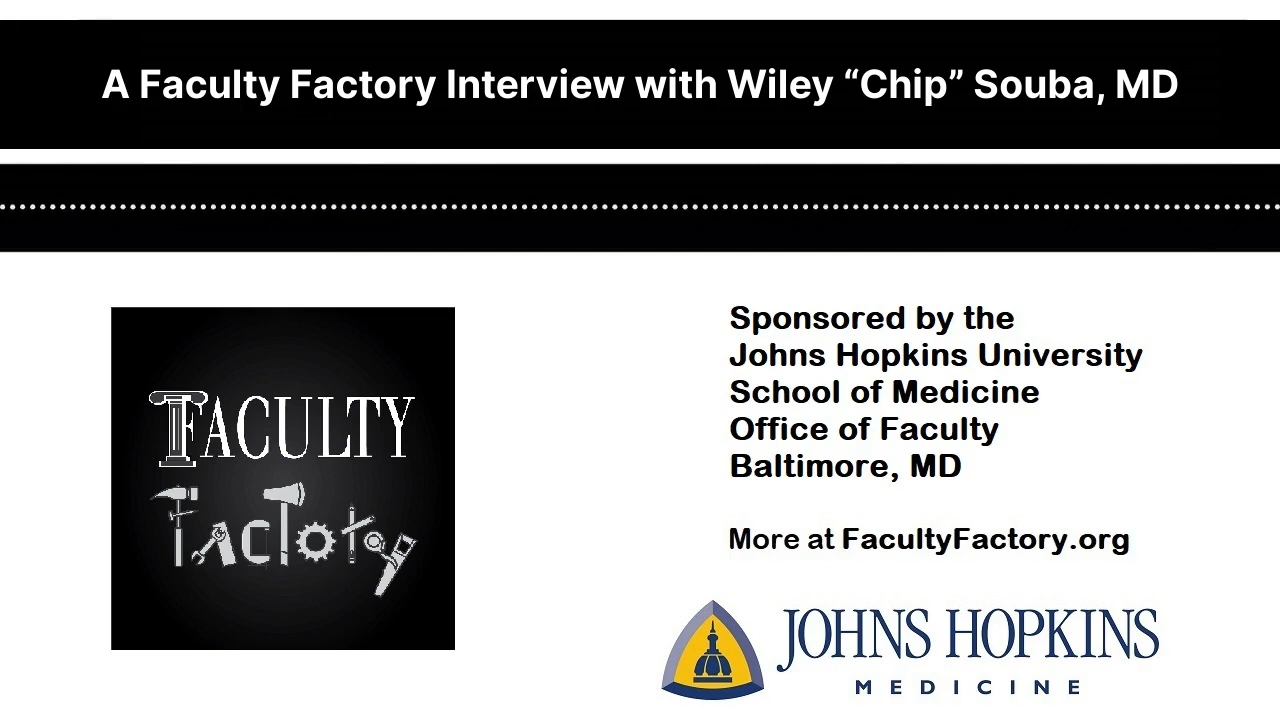 A Faculty Factory Interview with Wiley “Chip” Souba, MD
FACULTY
Factory
Sponsored by the
Johns Hopkins University
School of Medicine
Office of Faculty
Baltimore, MD
More at FacultyFactory.org
JOHNS HOPKINS
MEDICINE